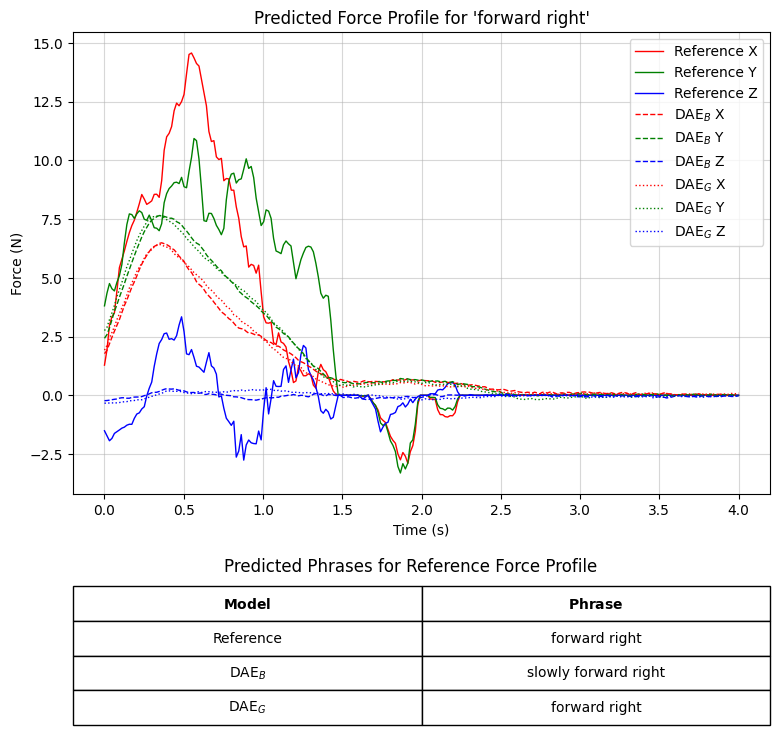 Predicted Force Profile for 'forward right'
Force (N)
15.0
12.5
10.0
7.5
5.0
2.5
0.0
−2.5
Reference X
Reference Y
Reference Z
DAE_B X
DAE_B Y
DAE_B Z
DAE_G X
DAE_G Y
DAE_G Z
0.0 0.5 1.0 1.5 2.0 2.5 3.0 3.5 4.0
Time (s)
Predicted Phrases for Reference Force Profile
Model Phrase
Reference forward right
DAE_B slowly forward right
DAE_G forward right